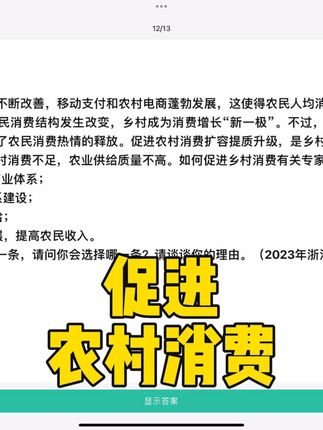 12/13
不断改善，移动支付和农村电商蓬勃发展，这使得农民人均消
民消费结构发生改变，乡村成为消费增长“新一极”。不过，
了农民消费热情的释放。促进农村消费扩容提质升级，是乡村
村消费不足，农业供给质量不高。如何促进乡村消费有关专家
业体系；
系建设；
给；
展，提高农民收入。
一条，请问你会选择哪一条？请谈谈你的理由。（2023年浙江
促进
农村消费
显示答案